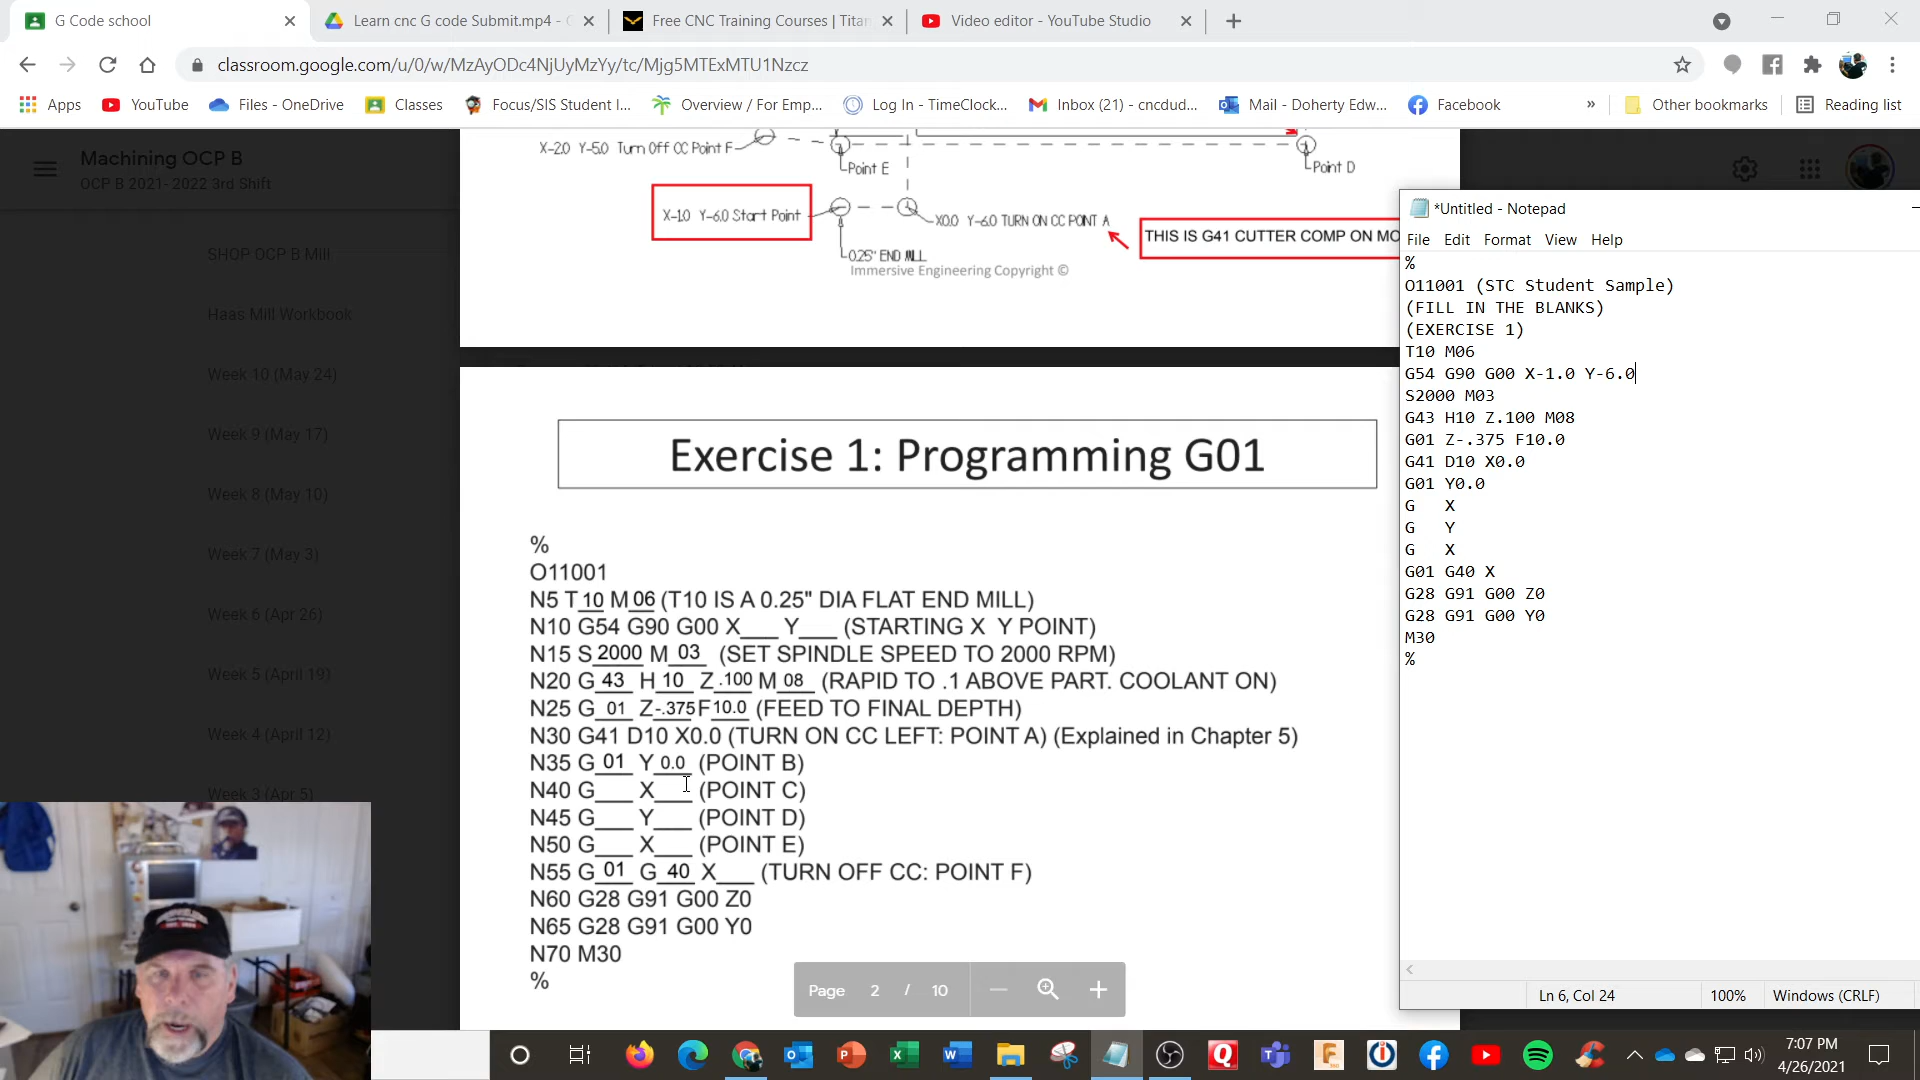 G Code school
Learn cnc G code Submit.mp4 - G
Free CNC Training Courses | Titan
Video editor - YouTube Studio
classroom.google.com/u/0/w/MzAyODc4NjUyMzYy/tc/Mjg5MTExMTU1Nzcz
Apps
YouTube
Files - OneDrive
Classes
Focus/SIS Student I...
Overview / For Emp...
Log In - TimeClock...
Inbox (21) - cncdud...
Mail - Doherty Edw...
Facebook
»
Other bookmarks
Reading list
Machining OCP B
OCP B 2021- 2022 3rd Shift
SHOP OCP B Mill
Haas Mill Workbook
Week 10 (May 24)
Week 9 (May 17)
Week 8 (May 10)
Week 7 (May 3)
Week 6 (Apr 26)
Week 5 (April 19)
Week 4 (April 12)
Week 3 (Apr 5)
X-2.0 Y-5.0 Turn Off CC Point F
Point E
Point D
X-1.0 Y-6.0 Start Point
X0.0 Y-6.0 TURN ON CC POINT A
THIS IS G41 CUTTER COMP ON MO
0.25" END MILL
Immersive Engineering Copyright ©
Exercise 1: Programming G01
%
O11001
N5 T 10 M 06 (T10 IS A 0.25" DIA FLAT END MILL)
N10 G54 G90 G00 X___ Y___ (STARTING X Y POINT)
N15 S 2000 M 03 (SET SPINDLE SPEED TO 2000 RPM)
N20 G 43 H 10 Z .100 M 08 (RAPID TO .1 ABOVE PART. COOLANT ON)
N25 G 01 Z-.375 F10.0 (FEED TO FINAL DEPTH)
N30 G41 D10 X0.0 (TURN ON CC LEFT: POINT A) (Explained in Chapter 5)
N35 G 01 Y 0.0 (POINT B)
N40 G___ X___ (POINT C)
N45 G___ Y___ (POINT D)
N50 G___ X___ (POINT E)
N55 G 01 G 40 X___ (TURN OFF CC: POINT F)
N60 G28 G91 G00 Z0
N65 G28 G91 G00 Y0
N70 M30
%
Page 2 / 10
*Untitled - Notepad
File Edit Format View Help
%
O11001 (STC Student Sample)
(FILL IN THE BLANKS)
(EXERCISE 1)
T10 M06
G54 G90 G00 X-1.0 Y-6.0
S2000 M03
G43 H10 Z.100 M08
G01 Z-.375 F10.0
G41 D10 X0.0
G01 Y0.0
G X
G Y
G X
G01 G40 X
G28 G91 G00 Z0
G28 G91 G00 Y0
M30
%
Ln 6, Col 24
100%
Windows (CRLF)
7:07 PM
4/26/2021